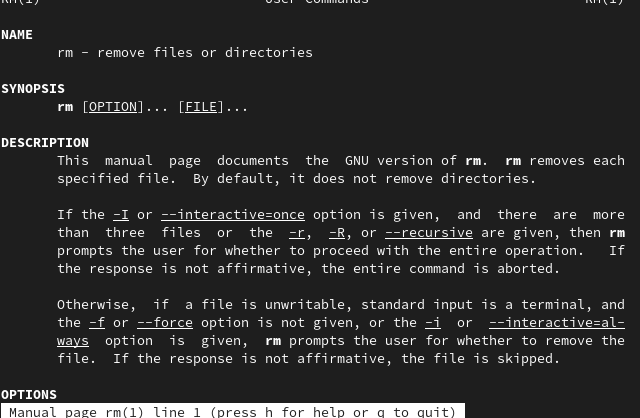 RM(1) User Commands RM(1)
NAME
rm - remove files or directories
SYNOPSIS
rm [OPTION]... [FILE]...
DESCRIPTION
This manual page documents the GNU version of rm. rm removes each
specified file. By default, it does not remove directories.
If the -I or --interactive=once option is given, and there are more
than three files or the -r, -R, or --recursive are given, then rm
prompts the user for whether to proceed with the entire operation. If
the response is not affirmative, the entire command is aborted.
Otherwise, if a file is unwritable, standard input is a terminal, and
the -f or --force option is not given, or the -i or --interactive=al-
ways option is given, rm prompts the user for whether to remove the
file. If the response is not affirmative, the file is skipped.
OPTIONS
Manual page rm(1) line 1 (press h for help or q to quit)